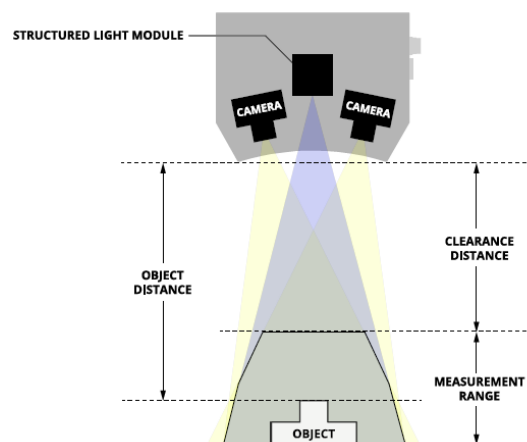 STRUCTURED LIGHT MODULE
CAMERA
CAMERA
OBJECT
DISTANCE
CLEARANCE
DISTANCE
MEASUREMENT
RANGE
OBJECT